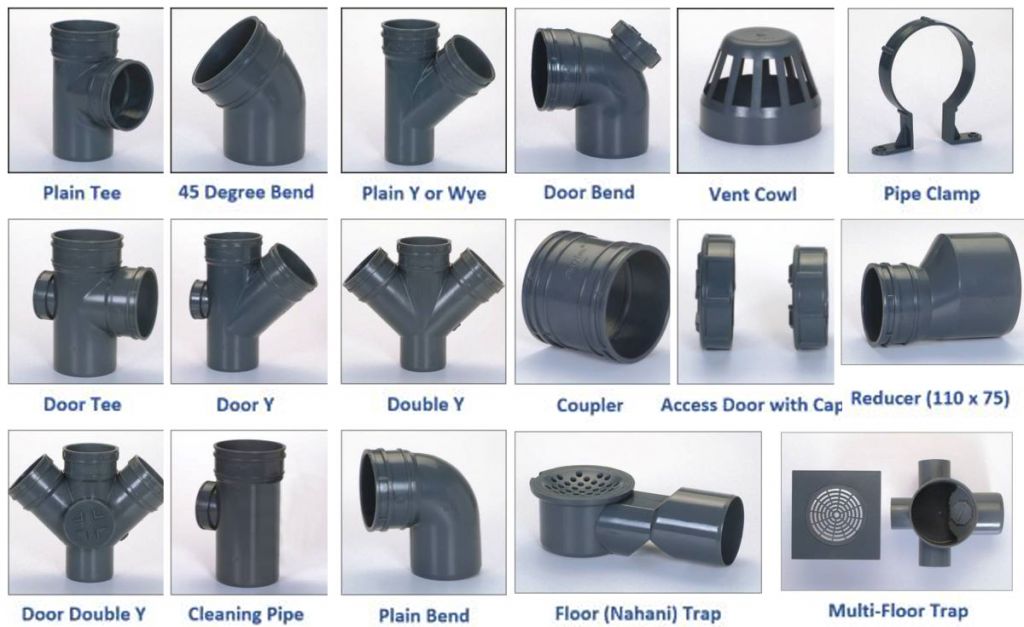 Plain Tee
45 Degree Bend
Plain Y or Wye
Door Bend
Vent Cowl
Pipe Clamp
Door Tee
Door Y
Double Y
Coupler
Access Door with Cap
Reducer (110 x 75)
Door Double Y
Cleaning Pipe
Plain Bend
Floor (Nahani) Trap
Multi-Floor Trap